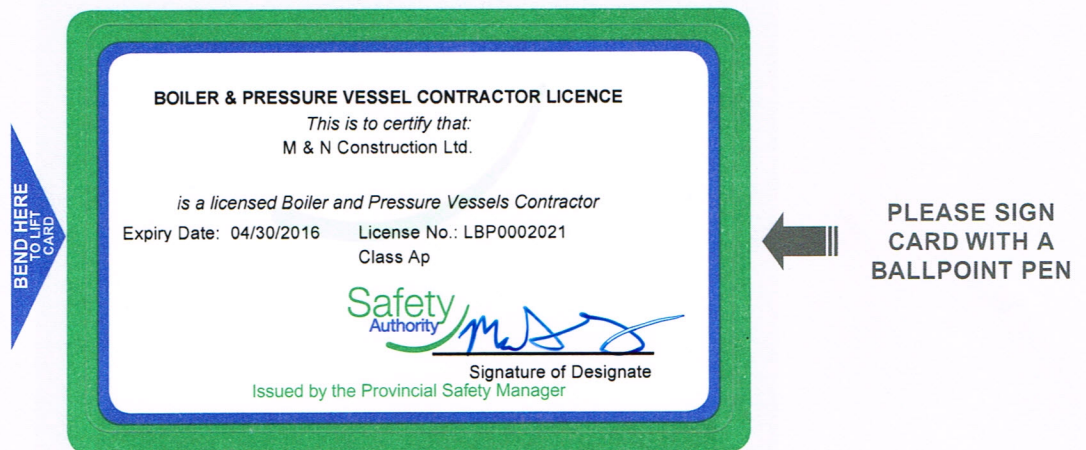 BOILER & PRESSURE VESSEL CONTRACTOR LICENCE
This is to certify that:
M & N Construction Ltd.
is a licensed Boiler and Pressure Vessels Contractor
Expiry Date: 04/30/2016 License No.: LBP0002021
Class Ap
Safety
Authority
Signature of Designate
Issued by the Provincial Safety Manager
BEND HERE
TO LIFT
CARD
PLEASE SIGN
CARD WITH A
BALLPOINT PEN